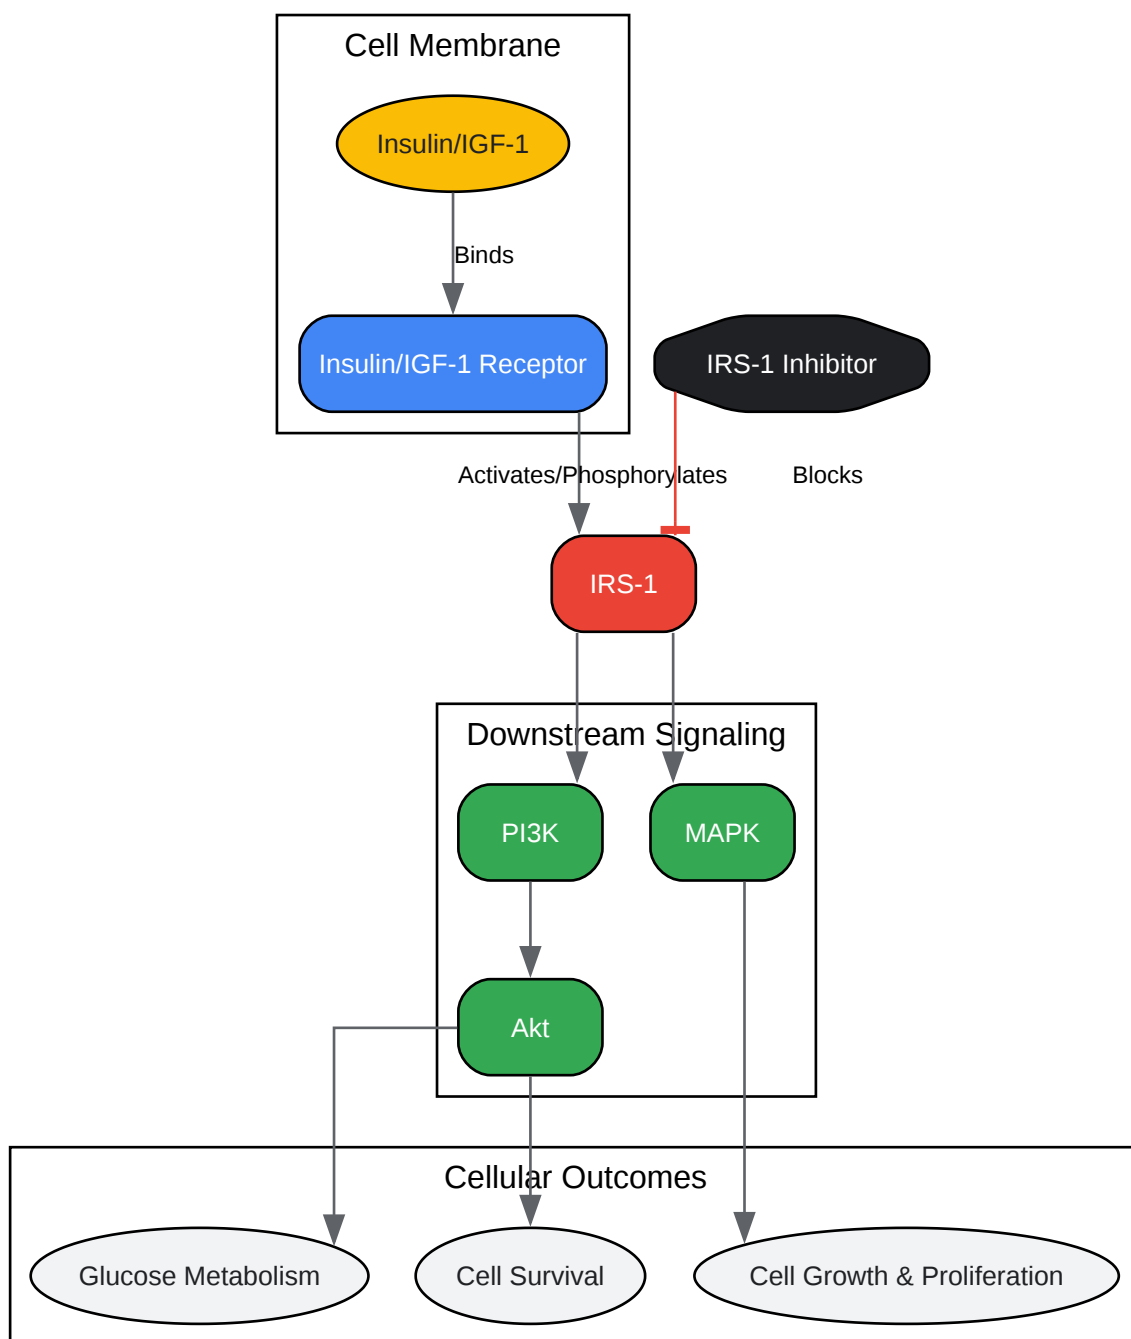 Cell Membrane
Insulin/IGF-1
Binds
Insulin/IGF-1 Receptor
IRS-1 Inhibitor
Activates/Phosphorylates
Blocks
IRS-1
Downstream Signaling
PI3K
MAPK
Akt
Cellular Outcomes
Glucose Metabolism
Cell Survival
Cell Growth & Proliferation